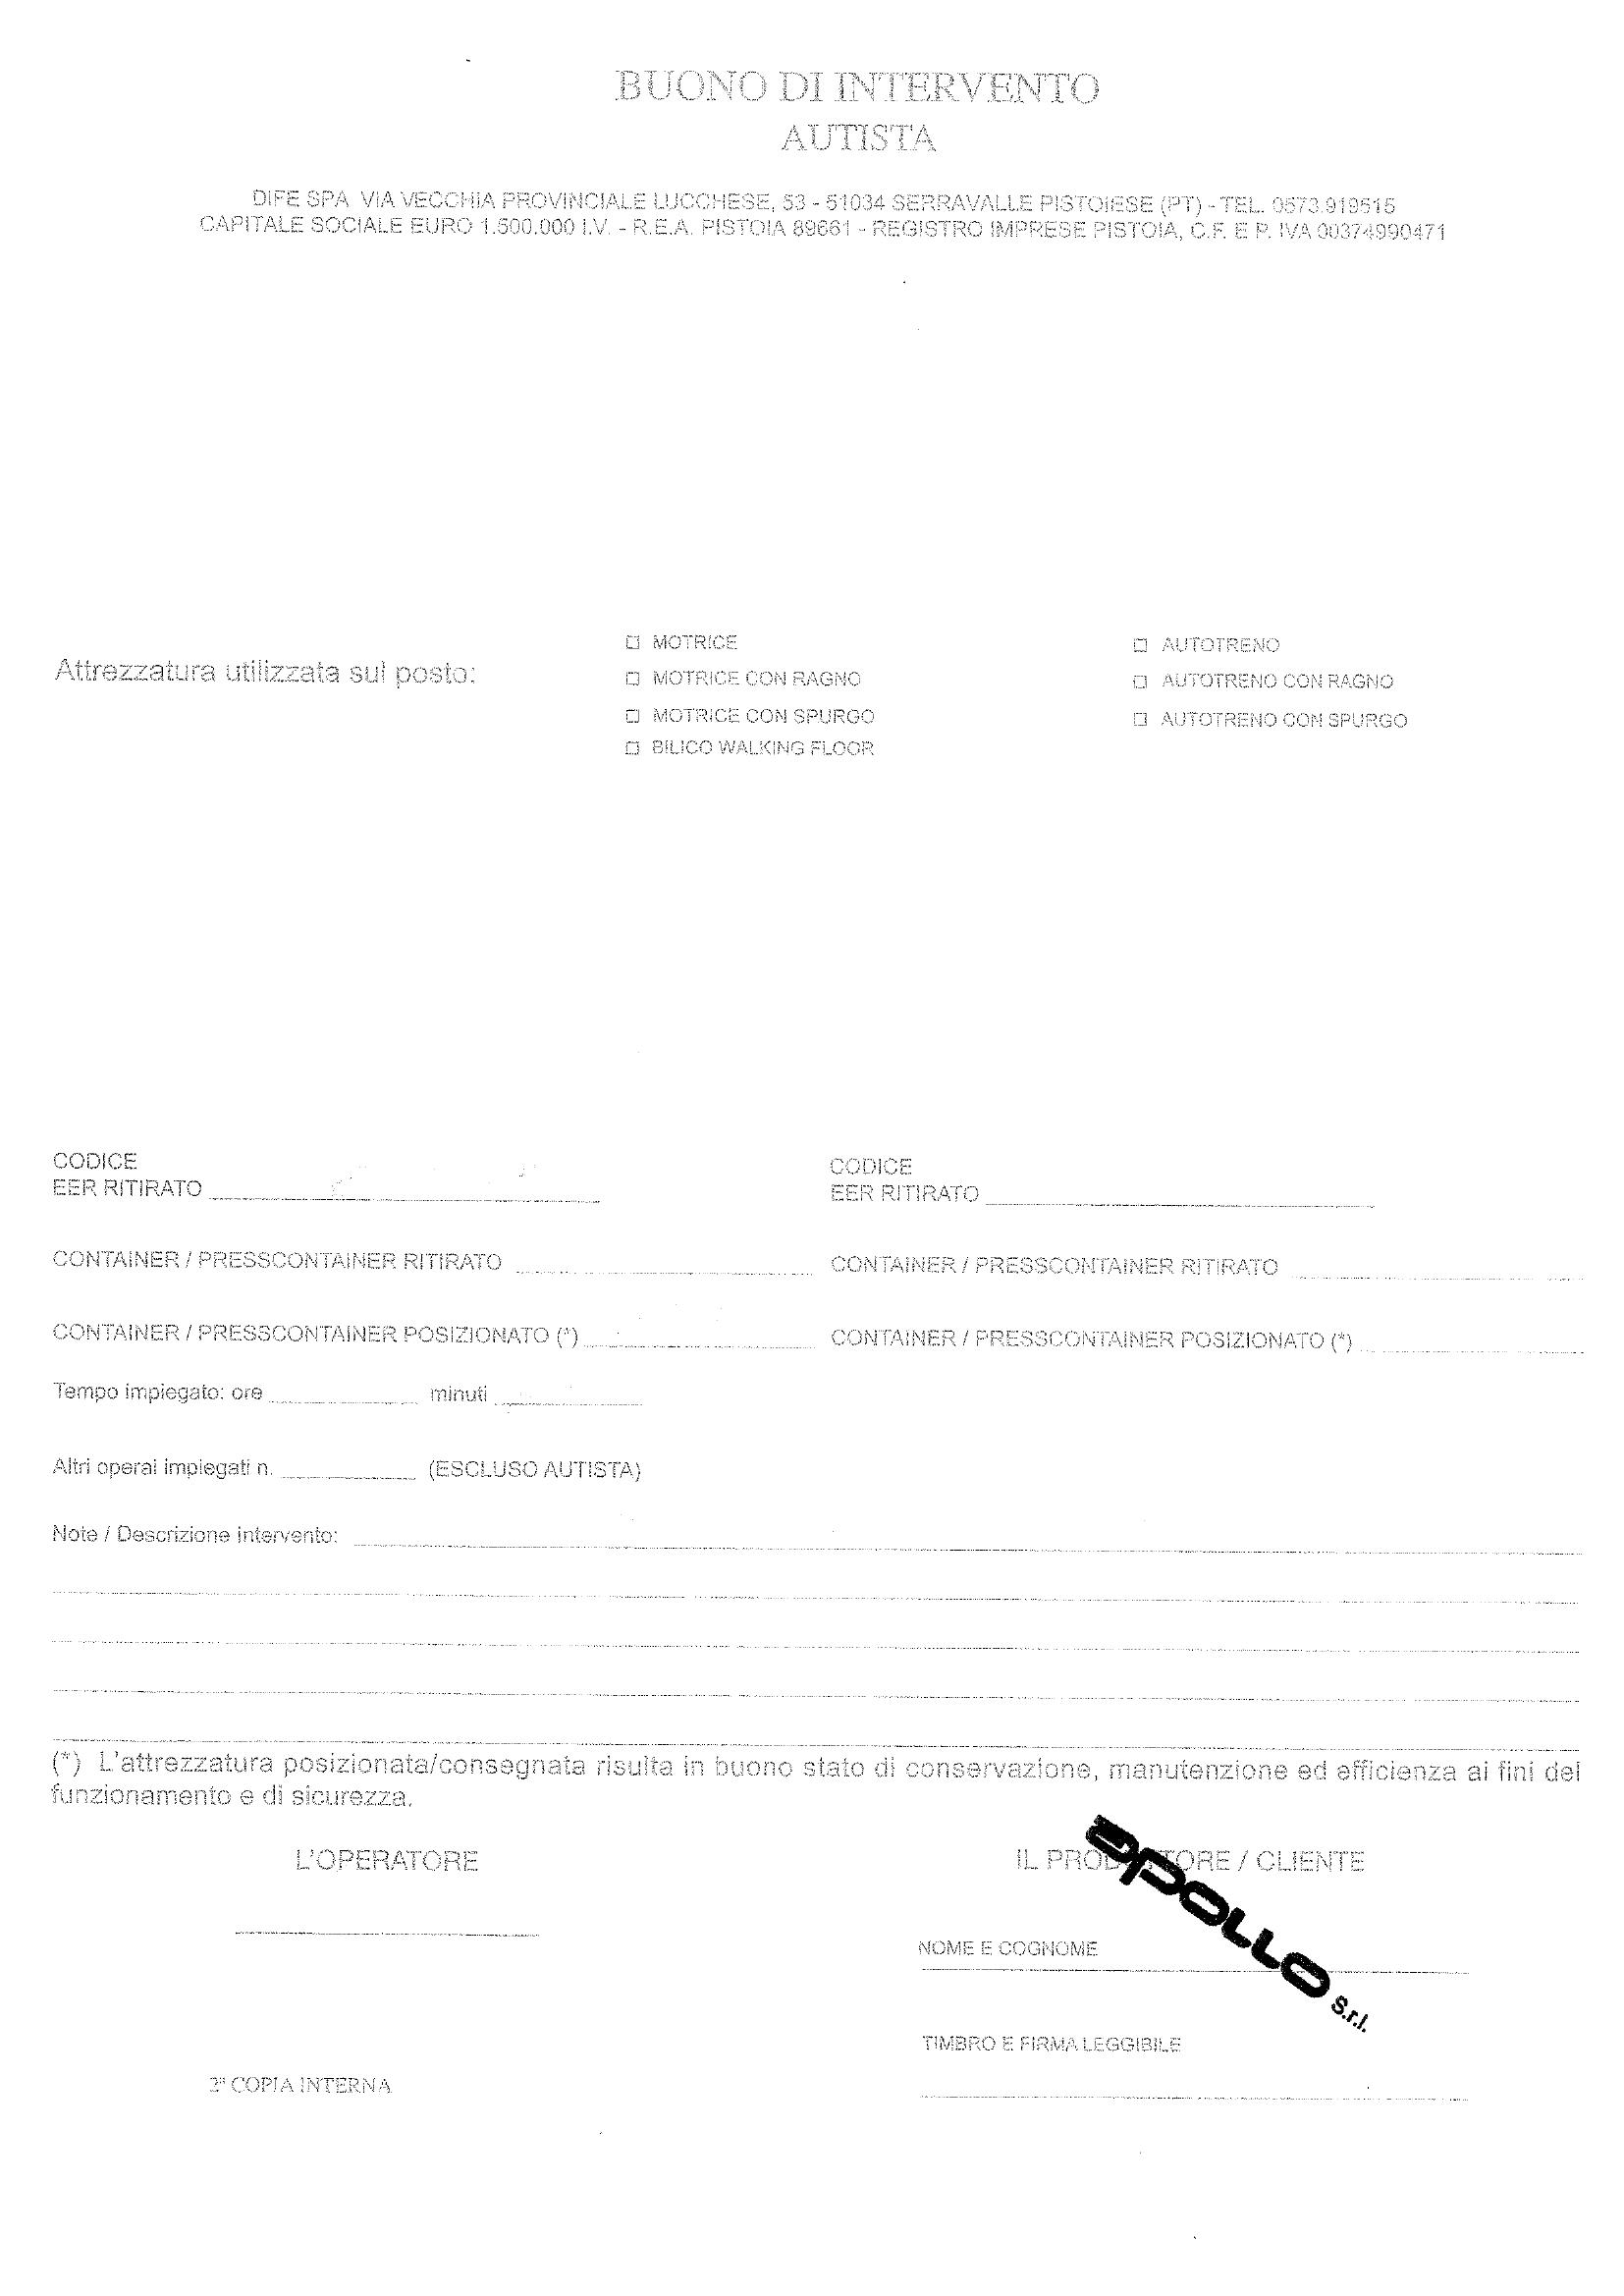 BUONO DI INTERVENTO
AUTISTA
DIFE SPA VIA VECCHIA PROVINCIALE LUCCHESE, 53 - 51034 SERRAVALLE PISTOIESE (PT) - TEL. 0573.919515
CAPITALE SOCIALE EURO 1.500.000 I.V. - R.E.A. PISTOIA 89661 - REGISTRO IMPRESE PISTOIA, C.F. E P. IVA 00374990471
Attrezzatura utilizzata sul posto:
□ MOTRICE
□ MOTRICE CON RAGNO
□ MOTRICE CON SPURGO
□ BILICO WALKING FLOOR
□ AUTOTRENO
□ AUTOTRENO CON RAGNO
□ AUTOTRENO CON SPURGO
CODICE
EER RITIRATO
CODICE
EER RITIRATO
CONTAINER / PRESSCONTAINER RITIRATO
CONTAINER / PRESSCONTAINER RITIRATO
CONTAINER / PRESSCONTAINER POSIZIONATO (*)
CONTAINER / PRESSCONTAINER POSIZIONATO (*)
Tempo impiegato: ore minuti
Altri operai impiegati n. (ESCLUSO AUTISTA)
Note / Descrizione intervento:
(*) L'attrezzatura posizionata/consegnata risulta in buono stato di conservazione, manutenzione ed efficienza ai fini del
funzionamento e di sicurezza.
L'OPERATORE
IL PRODUTTORE / CLIENTE
apollo s.r.l.
NOME E COGNOME
TIMBRO E FIRMA LEGGIBILE
2ª COPIA INTERNA